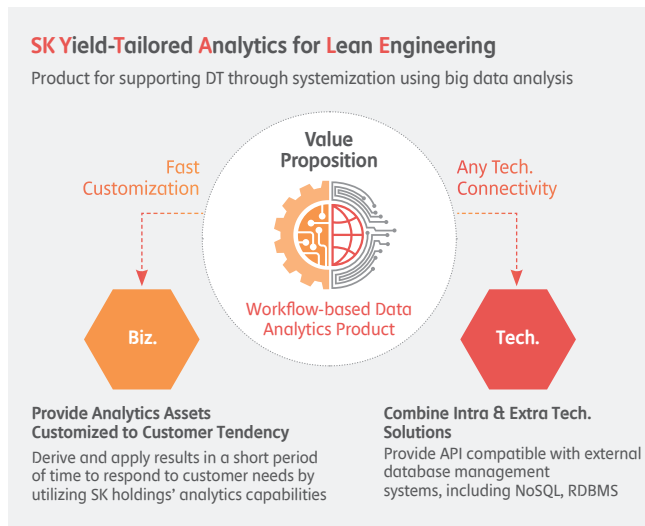 SK Yield-Tailored Analytics for Lean Engineering
Product for supporting DT through systemization using big data analysis
Value
Proposition
Fast
Customization
Any Tech.
Connectivity
Workflow-based Data
Analytics Product
Biz.
Tech.
Provide Analytics Assets
Customized to Customer Tendency
Derive and apply results in a short period
of time to respond to customer needs by
utilizing SK holdings’ analytics capabilities
Combine Intra & Extra Tech.
Solutions
Provide API compatible with external
database management
systems, including NoSQL, RDBMS